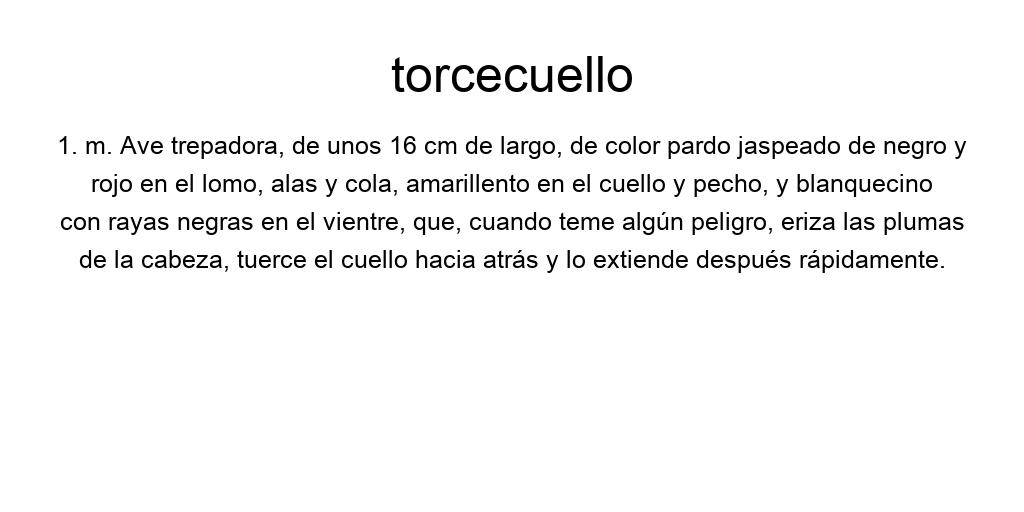 torcecuello
1. m. Ave trepadora, de unos 16 cm de largo, de color pardo jaspeado de negro y
rojo en el lomo, alas y cola, amarillento en el cuello y pecho, y blanquecino
con rayas negras en el vientre, que, cuando teme algún peligro, eriza las plumas
de la cabeza, tuerce el cuello hacia atrás y lo extiende después rápidamente.